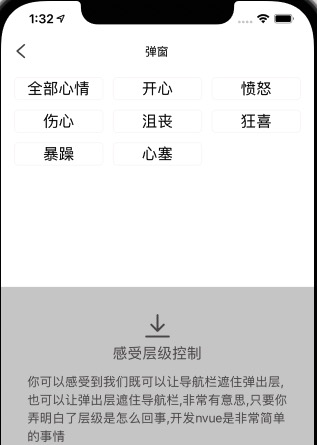 1:32
弹窗
全部心情 开心 愤怒
伤心 沮丧 狂喜
暴躁 心塞
感受层级控制
你可以感受到我们既可以让导航栏遮住弹出层,
也可以让弹出层遮住导航栏,非常有意思,只要你
弄明白了层级是怎么回事,开发nvue是非常简单
的事情